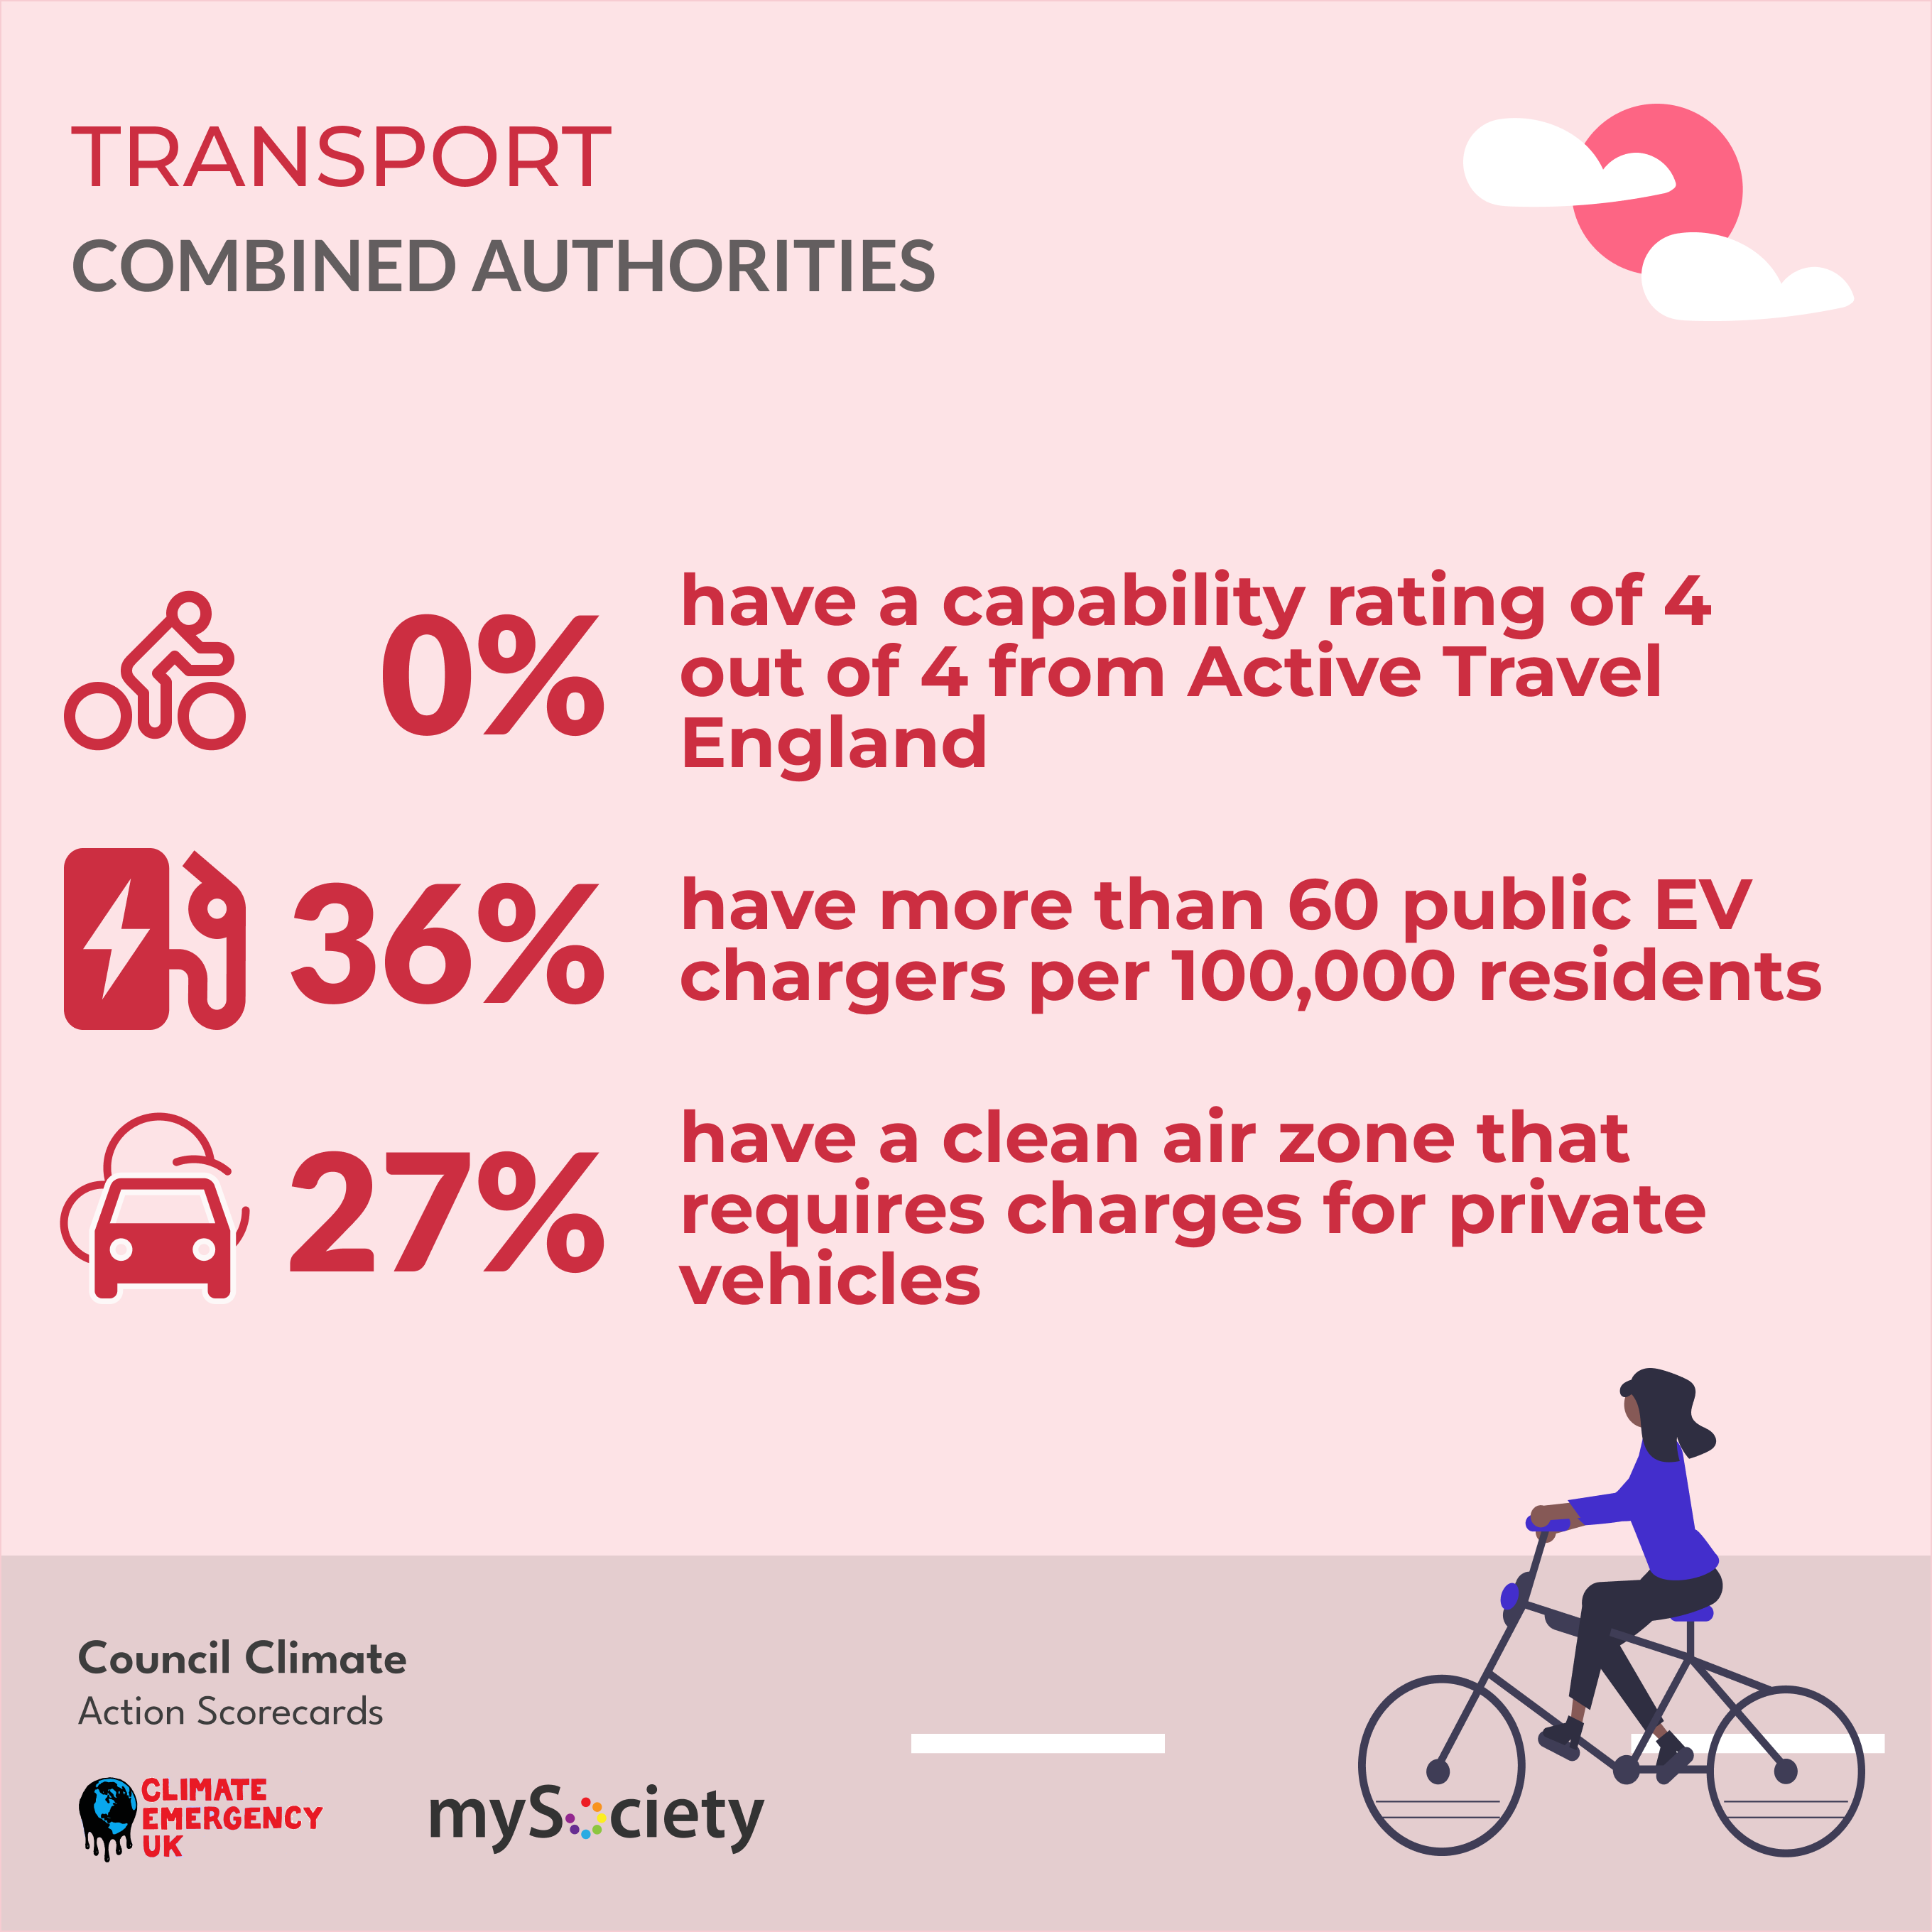 TRANSPORT
COMBINED AUTHORITIES
0%
have a capability rating of 4
out of 4 from Active Travel
England
36%
have more than 60 public EV
chargers per 100,000 residents
27%
have a clean air zone that
requires charges for private
vehicles
Council Climate
Action Scorecards
CLIMATE
EMERGENCY
UK
mySociety